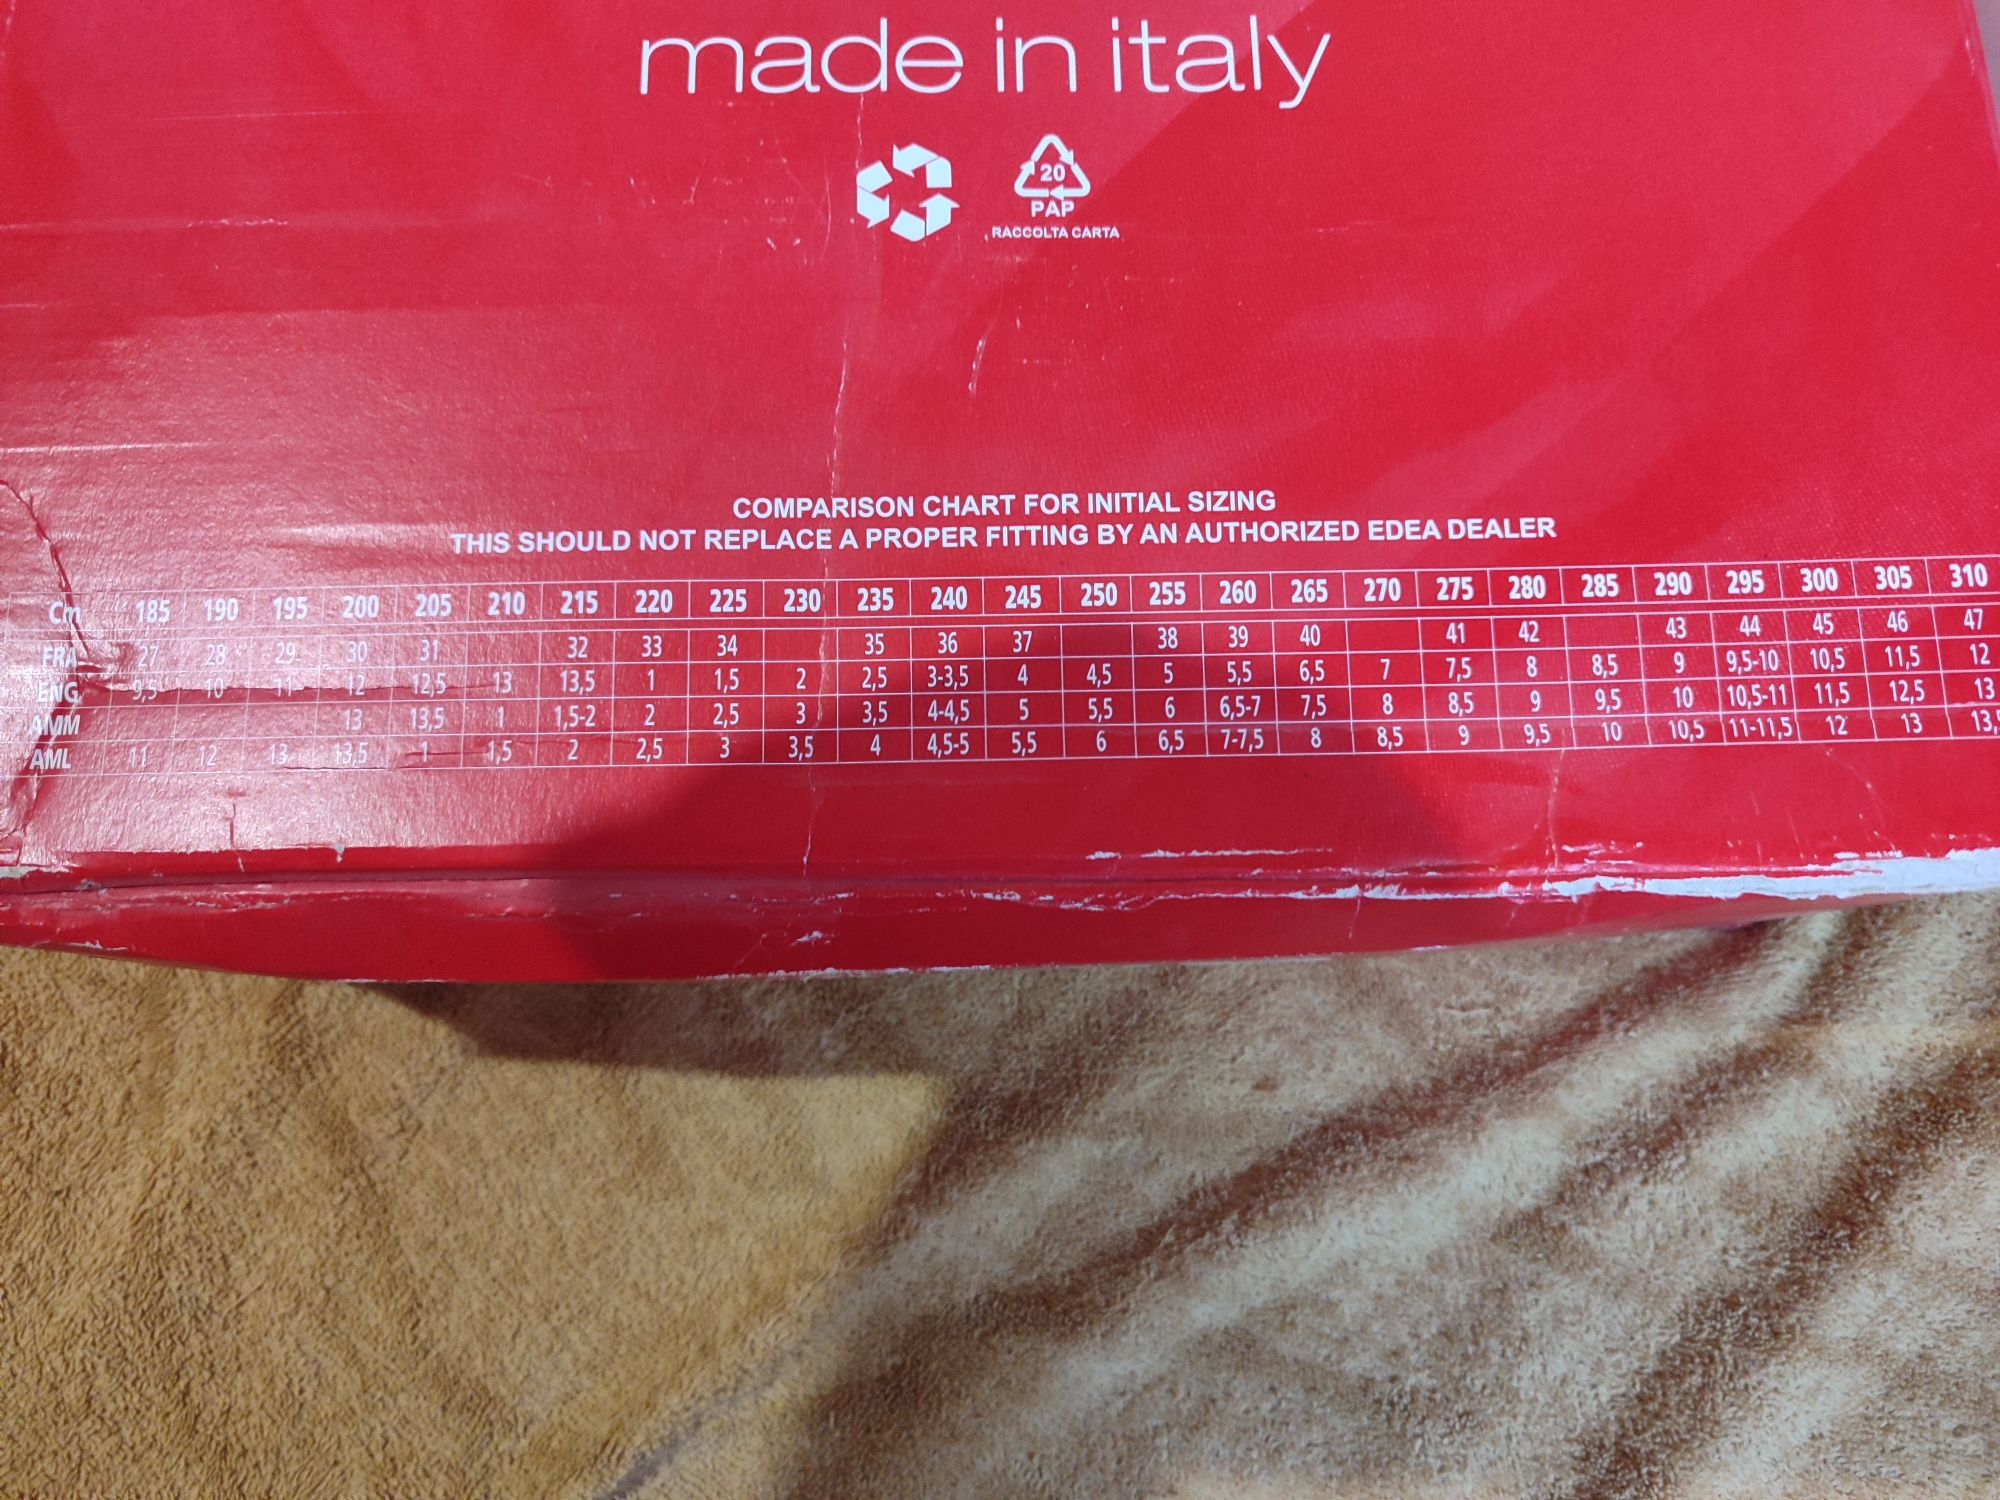 made in italy
20
PAP
RACCOLTA CARTA
COMPARISON CHART FOR INITIAL SIZING
THIS SHOULD NOT REPLACE A PROPER FITTING BY AN AUTHORIZED EDEA DEALER
Cm 185 190 195 200 205 210 215 220 225 230 235 240 245 250 255 260 265 270 275 280 285 290 295 300 305 310
FRA 27 28 29 30 31 32 33 34 35 36 37 38 39 40 41 42 43 44 45 46 47
ENG 9,5 10 11 12 12,5 13 13,5 1 1,5 2 2,5 3-3,5 4 4,5 5 5,5 6,5 7 7,5 8 8,5 9 9,5-10 10,5 11,5 12
AMM 13 13,5 1 1,5-2 2 2,5 3 3,5 4-4,5 5 5,5 6 6,5-7 7,5 8 8,5 9 9,5 10 10,5-11 11,5 12,5 13
AML 11 12 13 13,5 1 1,5 2 2,5 3 3,5 4 4,5-5 5,5 6 6,5 7-7,5 8 8,5 9 9,5 10 10,5 11-11,5 12 13 13,5